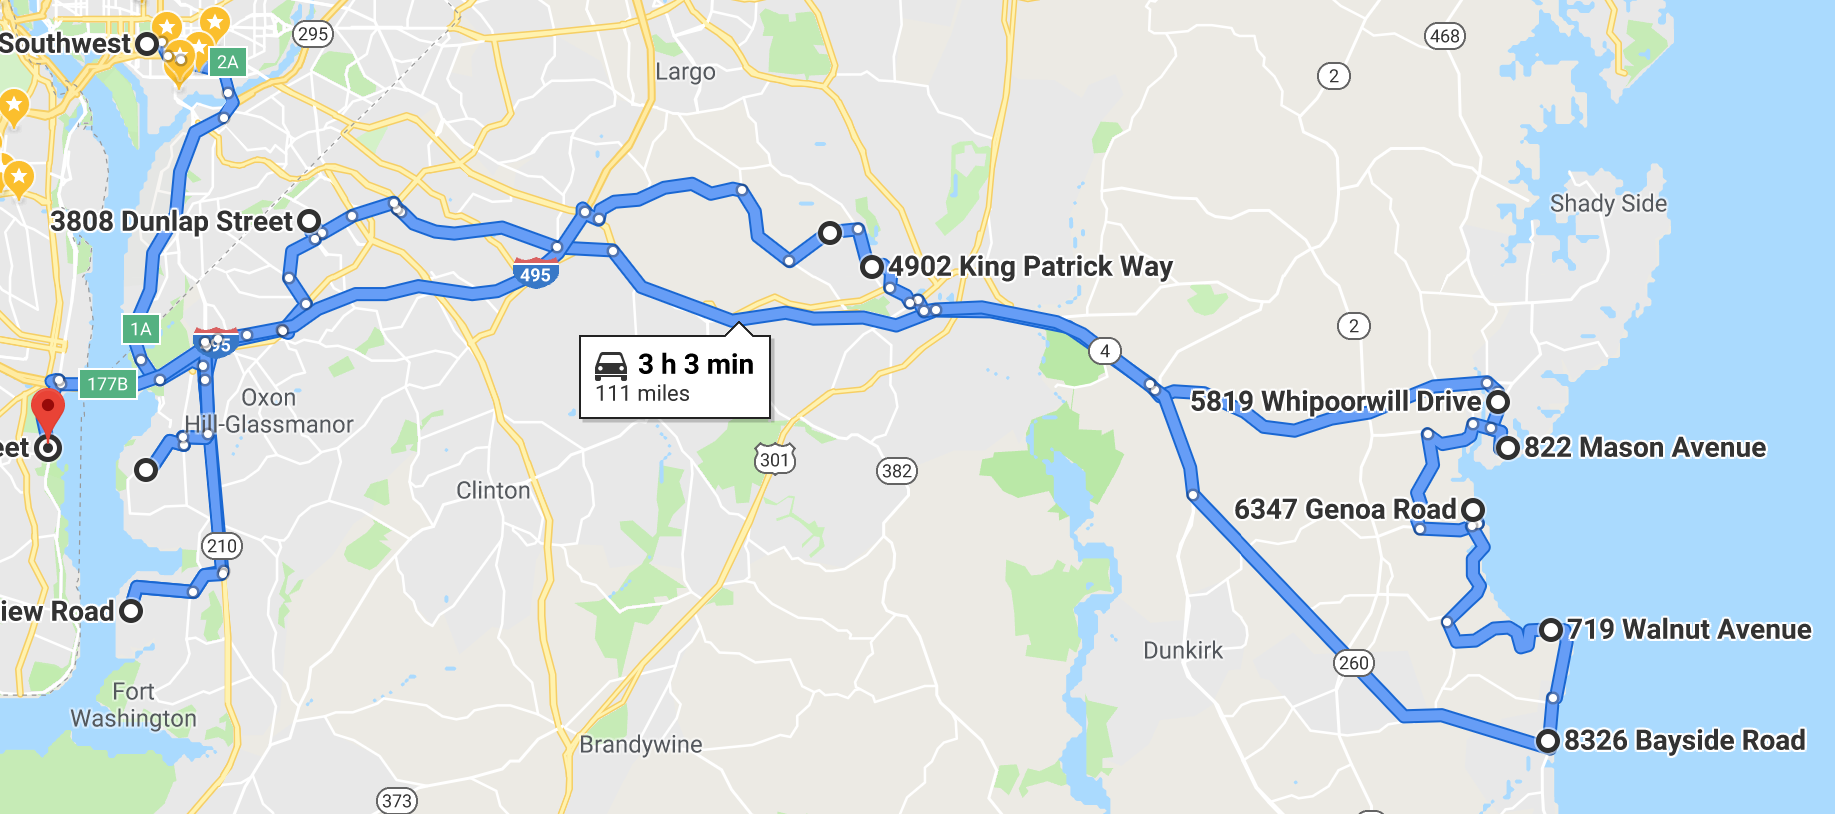 468
295
Southwest
2A
Largo
2
Shady Side
3808 Dunlap Street
4902 King Patrick Way
495
1A
2
95
4
3 h 3 min
111 miles
177B
Oxon
Hill-Glassmanor
5819 Whipoorwill Drive
eet
822 Mason Avenue
301
382
Clinton
6347 Genoa Road
210
iew Road
719 Walnut Avenue
Dunkirk
260
Fort
Washington
Brandywine
8326 Bayside Road
373